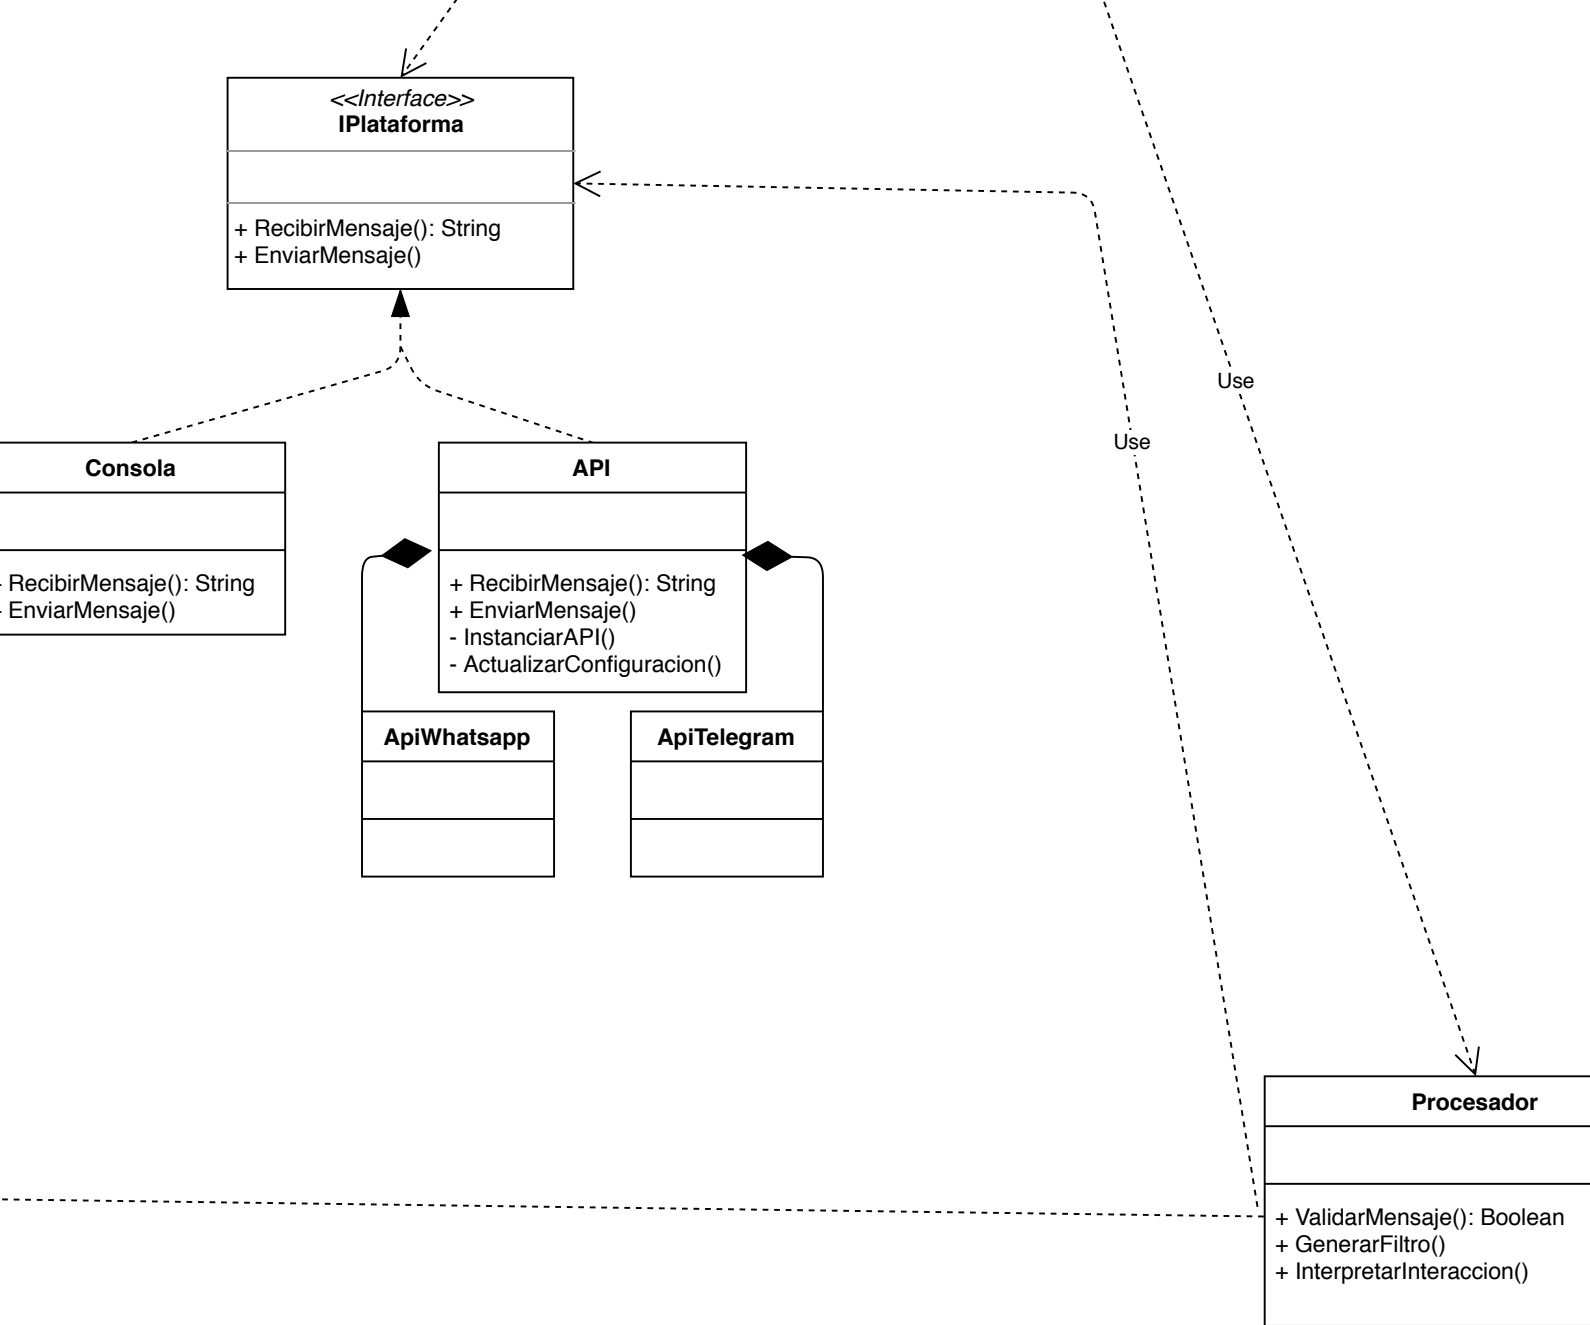 <<Interface>>
IPlataforma
+ RecibirMensaje(): String
+ EnviarMensaje()
Use
Use
Consola
- RecibirMensaje(): String
- EnviarMensaje()
API
+ RecibirMensaje(): String
+ EnviarMensaje()
- InstanciarAPI()
- ActualizarConfiguracion()
ApiWhatsapp
ApiTelegram
Procesador
+ ValidarMensaje(): Boolean
+ GenerarFiltro()
+ InterpretarInteraccion()